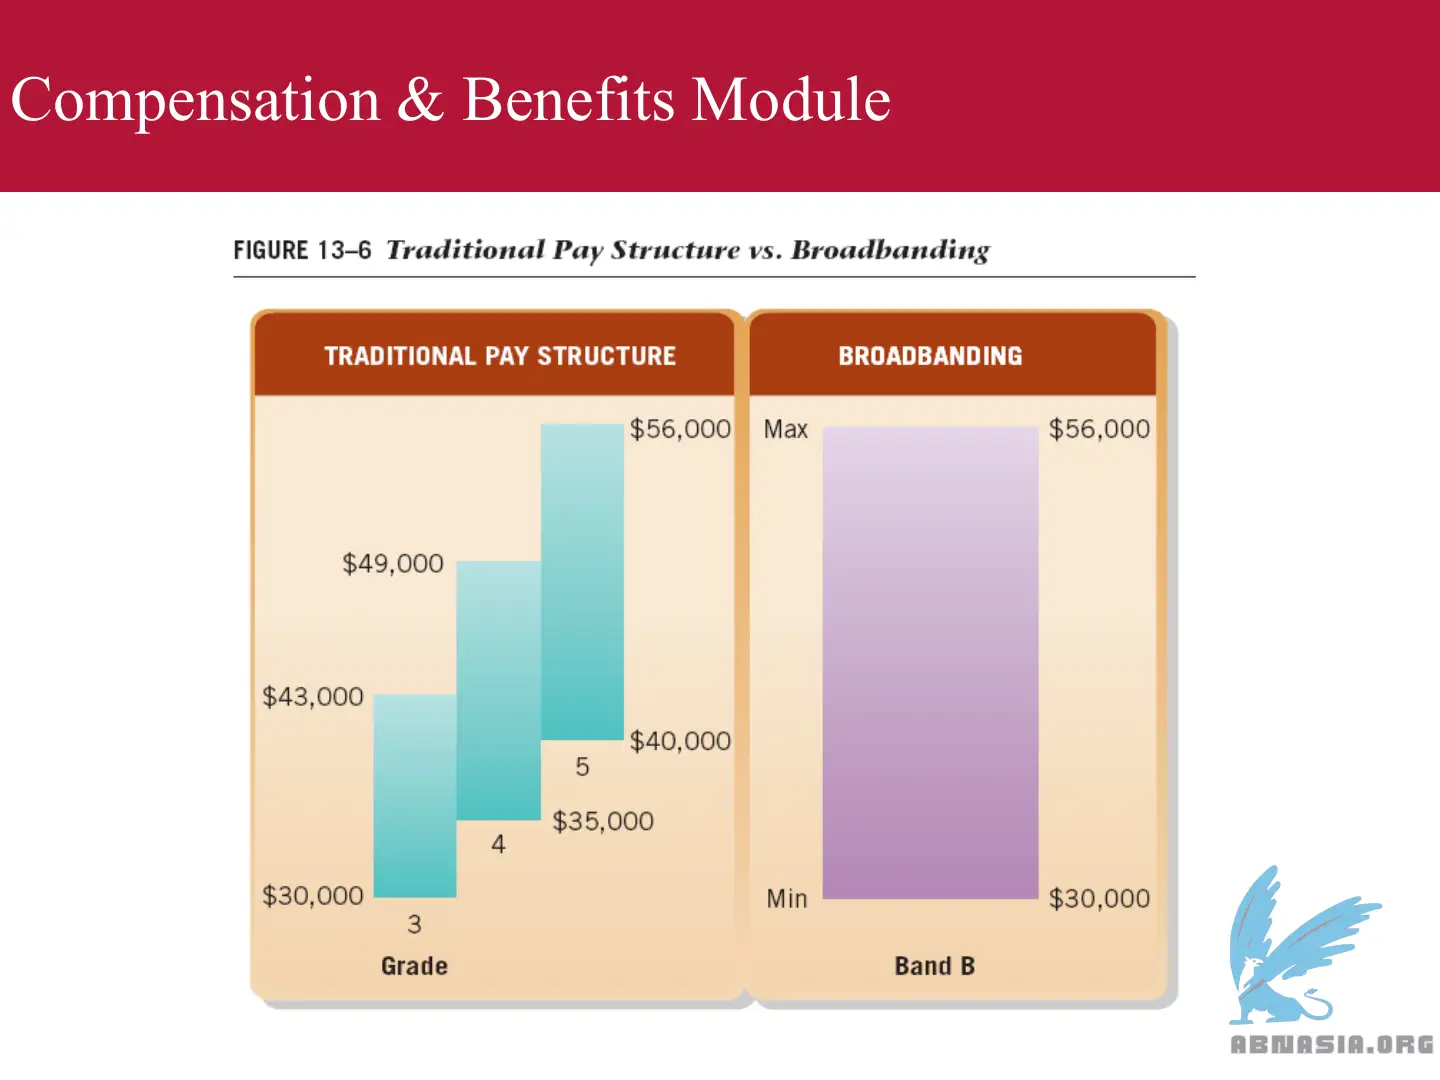 Compensation & Benefits Module
FIGURE 13–6 Traditional Pay Structure vs. Broadbanding
TRADITIONAL PAY STRUCTURE
BROADBANDING
$56,000
Max
$56,000
$49,000
$43,000
$40,000
5
$35,000
4
$30,000
3
Min
$30,000
Grade
Band B
ABNASIA.ORG